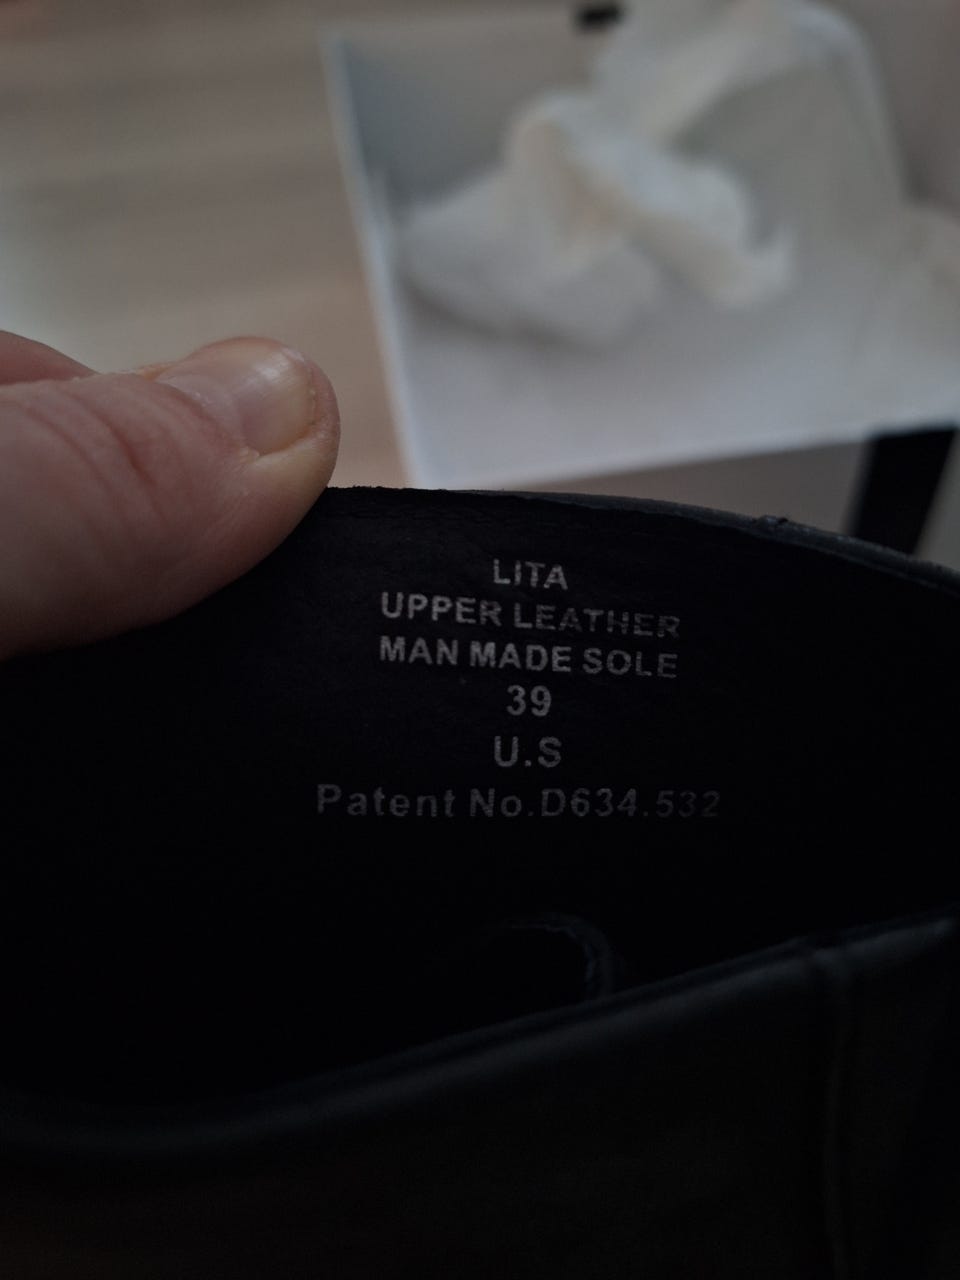 LITA
UPPER LEATHER
MAN MADE SOLE
39
U.S
Patent No.D634.532